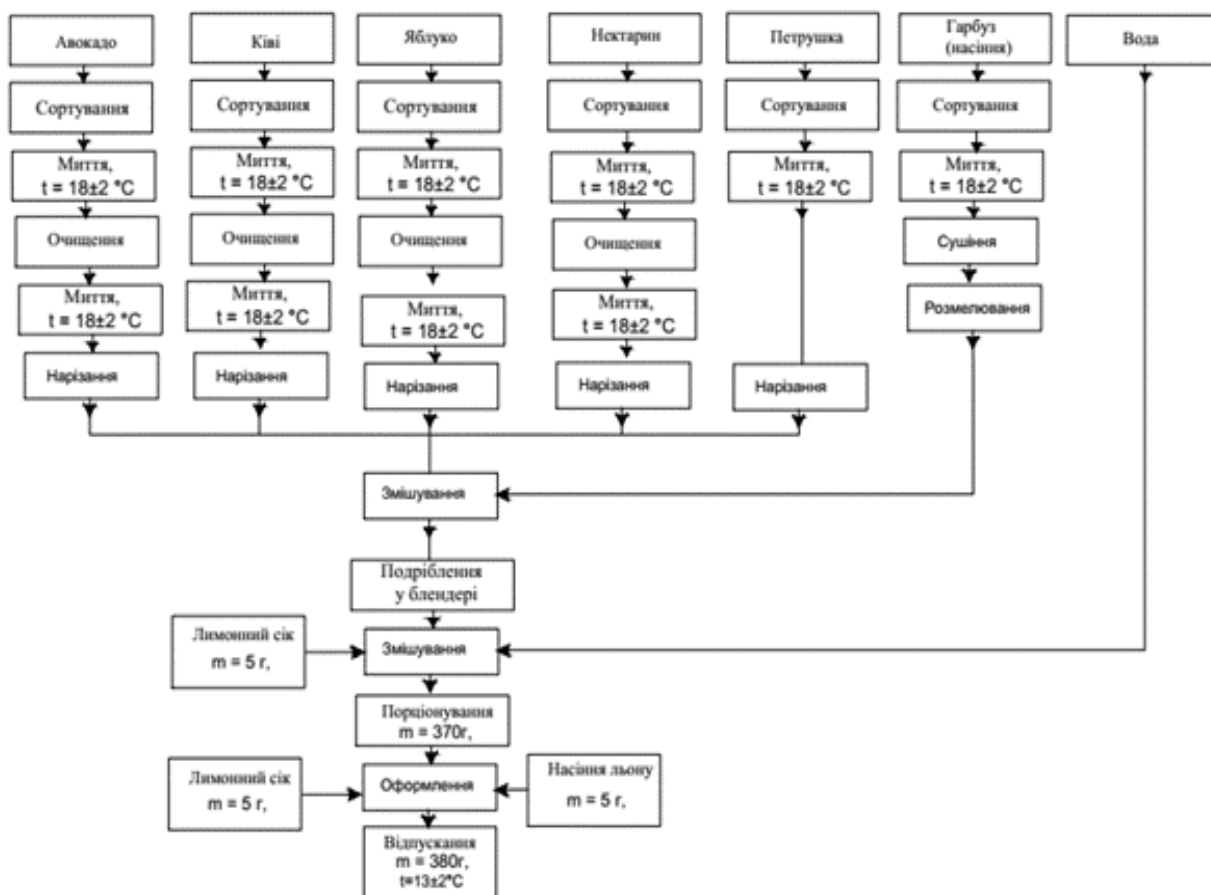 Авокадо
Ківі
Яблуко
Нектарин
Петрушка
Гарбуз
(насіння)
Вода
Сортування
Сортування
Сортування
Сортування
Сортування
Сортування
Миття,
t = 18±2 °C
Миття,
t = 18±2 °C
Миття,
t = 18±2 °C
Миття,
t = 18±2 °C
Миття,
t = 18±2 °C
Миття,
t = 18±2 °C
Очищення
Очищення
Очищення
Очищення
Сушіння
Миття,
t = 18±2 °C
Миття,
t = 18±2 °C
Миття,
t = 18±2 °C
Миття,
t = 18±2 °C
Розмелювання
Нарізання
Нарізання
Нарізання
Нарізання
Нарізання
Змішування
Подріблення
у блендері
Лимонний сік
m = 5 г,
Змішування
Порціонування
m = 370г,
Лимонний сік
m = 5 г,
Оформлення
Насіння льону
m = 5 г,
Відпускання
m = 380г,
t=13±2°C